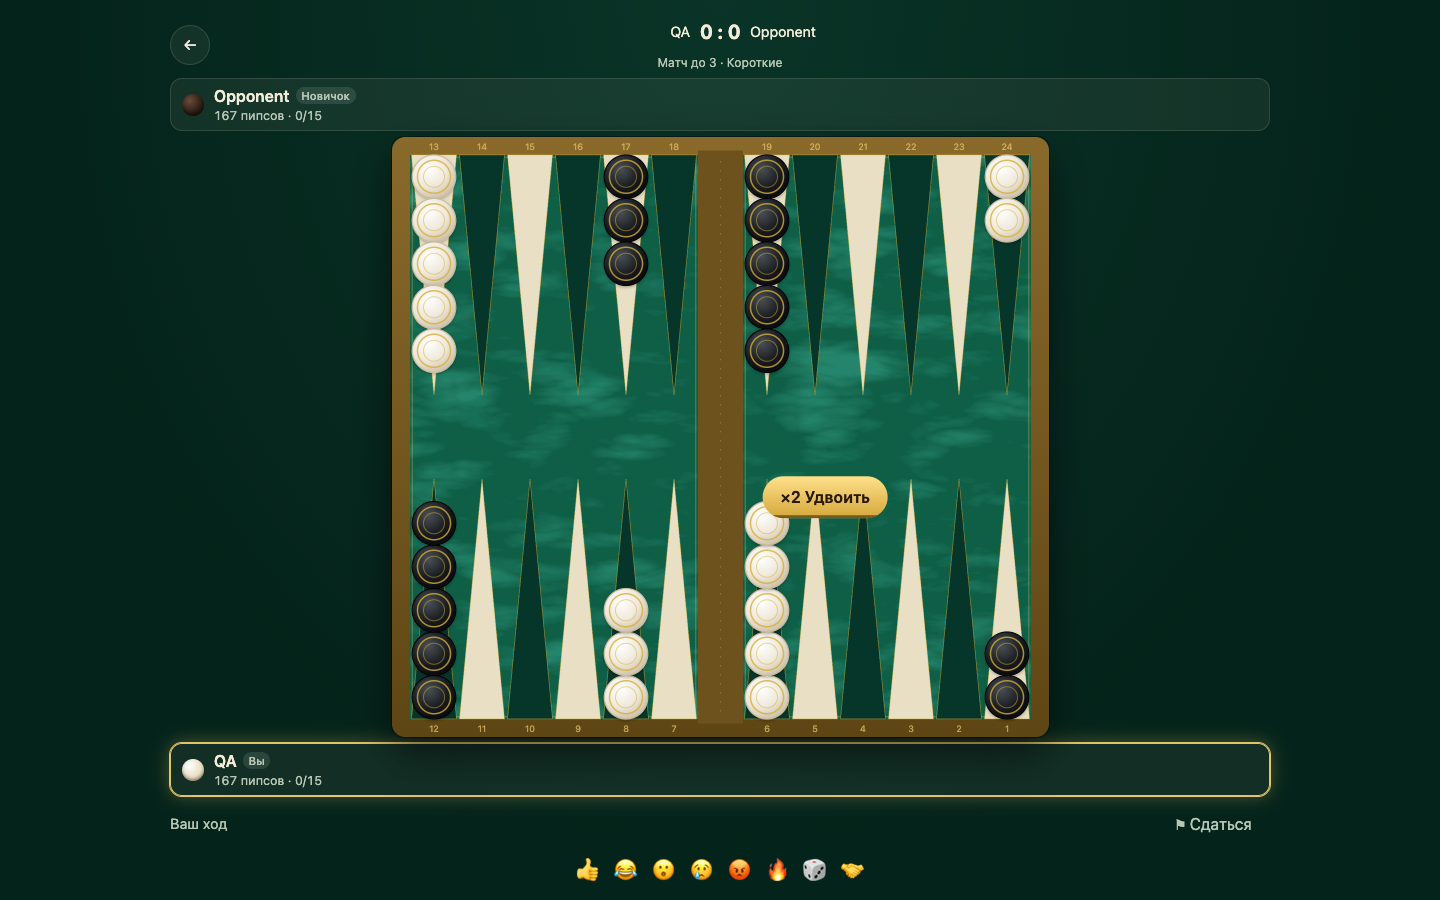 QA 0 : 0 Opponent
Матч до 3 · Короткие
Opponent Новичок
167 пипсов · 0/15
13 14 15 16 17 18 19 20 21 22 23 24
×2 Удвоить
12 11 10 9 8 7 6 5 4 3 2 1
QA Вы
167 пипсов · 0/15
Ваш ход
Сдаться